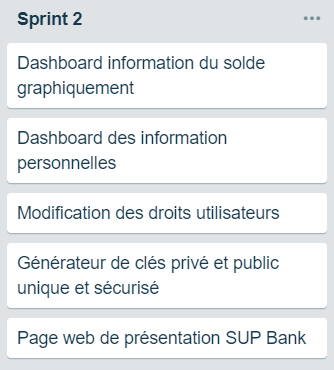 Sprint 2
Dashboard information du solde
graphiquement
Dashboard des information
personnelles
Modification des droits utilisateurs
Générateur de clés privé et public
unique et sécurisé
Page web de présentation SUP Bank